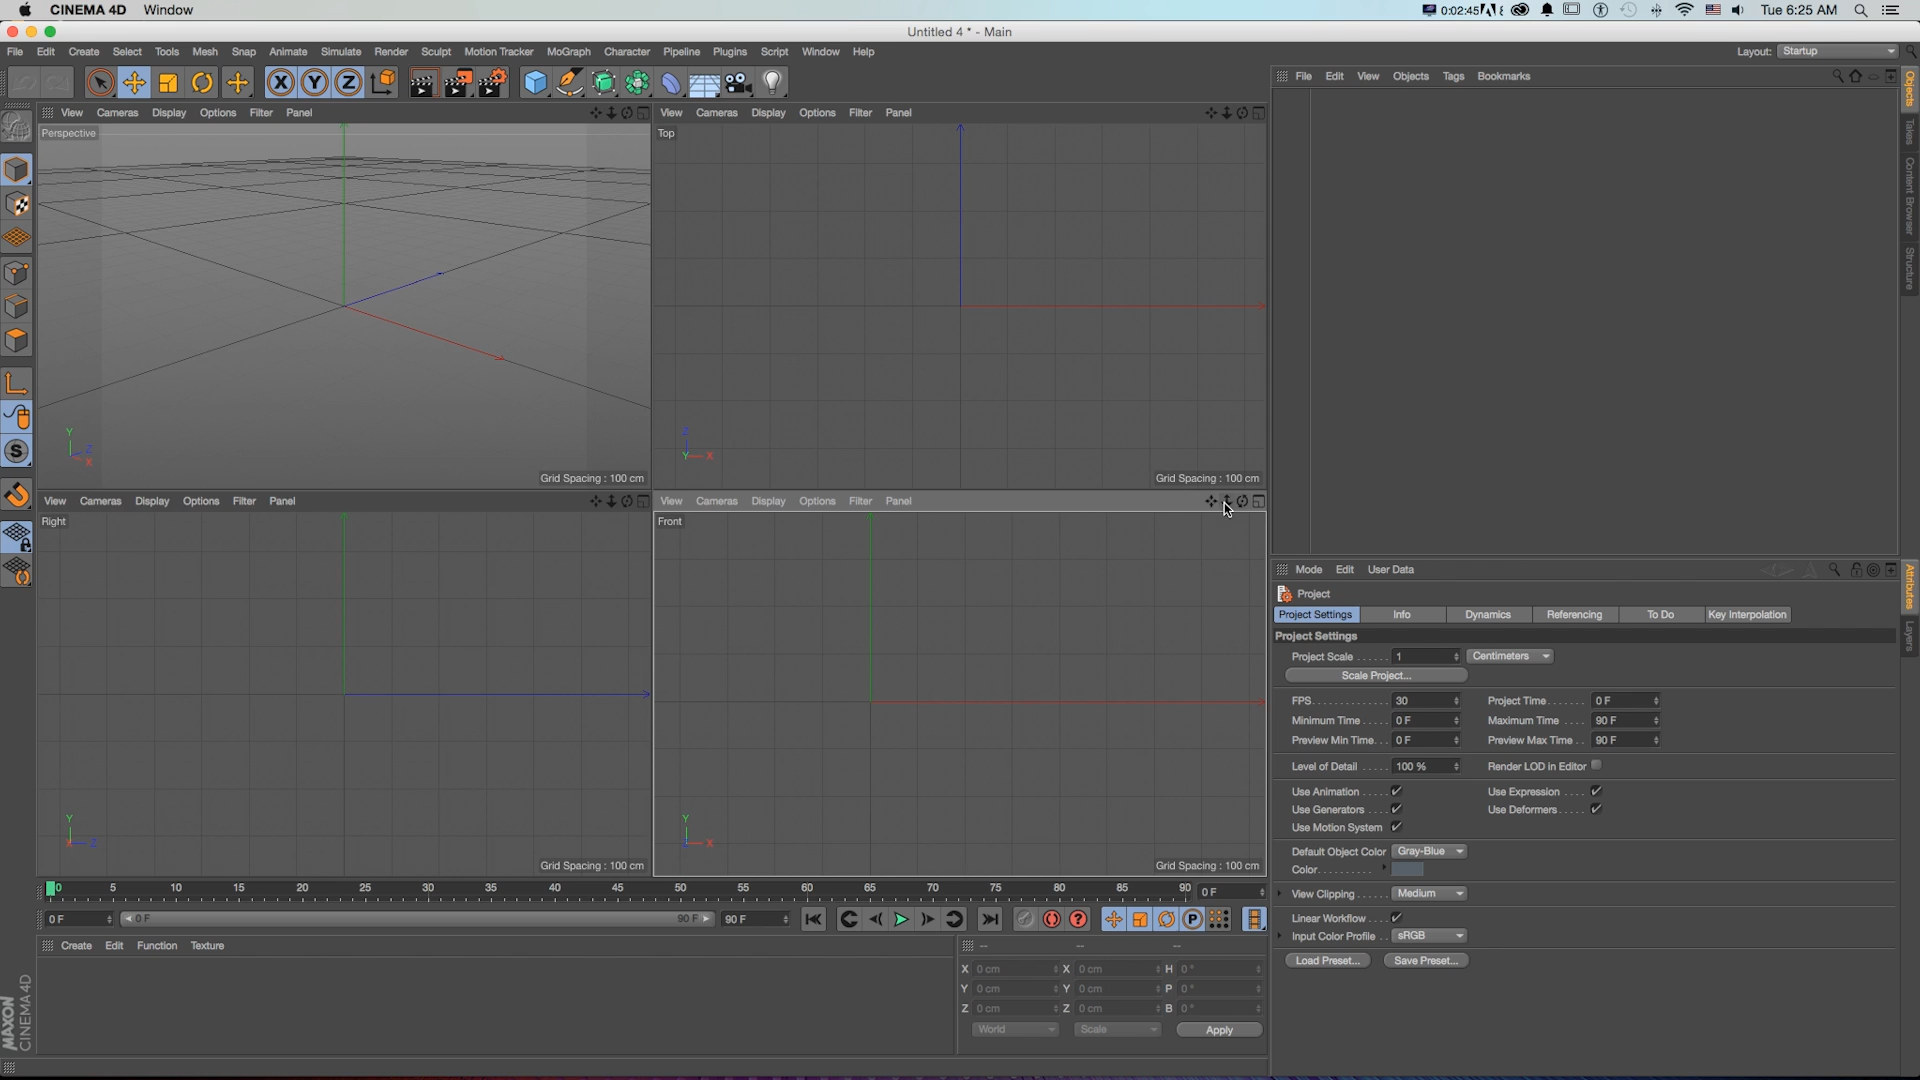 CINEMA 4D Window 0:02:45 Tue 6:25 AM
Untitled 4 * - Main
File Edit Create Select Tools Mesh Snap Animate Simulate Render Sculpt Motion Tracker MoGraph Character Pipeline Plugins Script Window Help Layout: Startup
X Y Z
File Edit View Objects Tags Bookmarks
Objects
Takes
Content Browser
Structure
View Cameras Display Options Filter Panel
Perspective
Y Z X
Grid Spacing : 100 cm
View Cameras Display Options Filter Panel
Top
Z Y X
Grid Spacing : 100 cm
View Cameras Display Options Filter Panel
Right
Y X Z
Grid Spacing : 100 cm
View Cameras Display Options Filter Panel
Front
Y Z X
Grid Spacing : 100 cm
Mode Edit User Data
Attributes
Layers
Project
Project Settings Info Dynamics Referencing To Do Key Interpolation
Project Settings
Project Scale ...... 1 Centimeters
Scale Project...
FPS............. 30 Project Time....... 0 F
Minimum Time ..... 0 F Maximum Time .... 90 F
Preview Min Time. . . 0 F Preview Max Time . . 90 F
Level of Detail ..... 100 % Render LOD in Editor
Use Animation ...... Use Expression ....
Use Generators .... Use Deformers.....
Use Motion System
Default Object Color Gray-Blue
Color..........
View Clipping ...... Medium
Linear Workflow . . .
Input Color Profile . . sRGB
Load Preset... Save Preset...
0 5 10 15 20 25 30 35 40 45 50 55 60 65 70 75 80 85 90 0 F
0 F 0 F 90 F 90 F P
Create Edit Function Texture
-- -- --
X 0 cm X 0 cm H 0 °
Y 0 cm Y 0 cm P 0 °
Z 0 cm Z 0 cm B 0 °
World Scale Apply
MAXON
CINEMA 4D